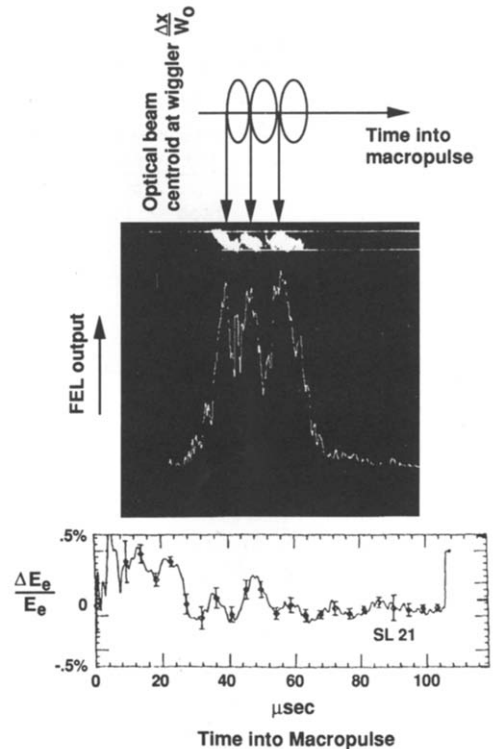 Optical beam
centroid at wiggler Δx
Wo
Time into
macropulse
FEL output
.5%
ΔEe
Ee
0
-.5%
SL 21
0 20 40 60 80 100
μsec
Time into Macropulse